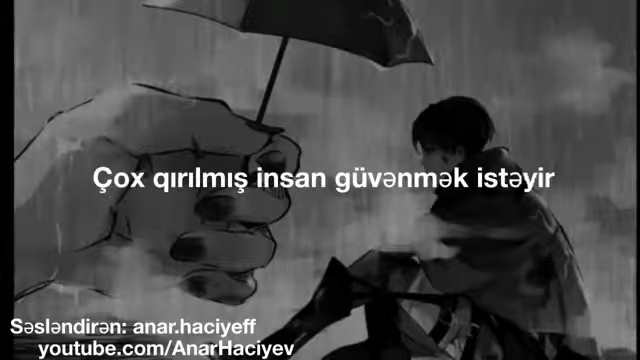 Çox qırılmış insan güvənmək istəyir
Səsləndirən: anar.haciyeff
youtube.com/AnarHaciyev